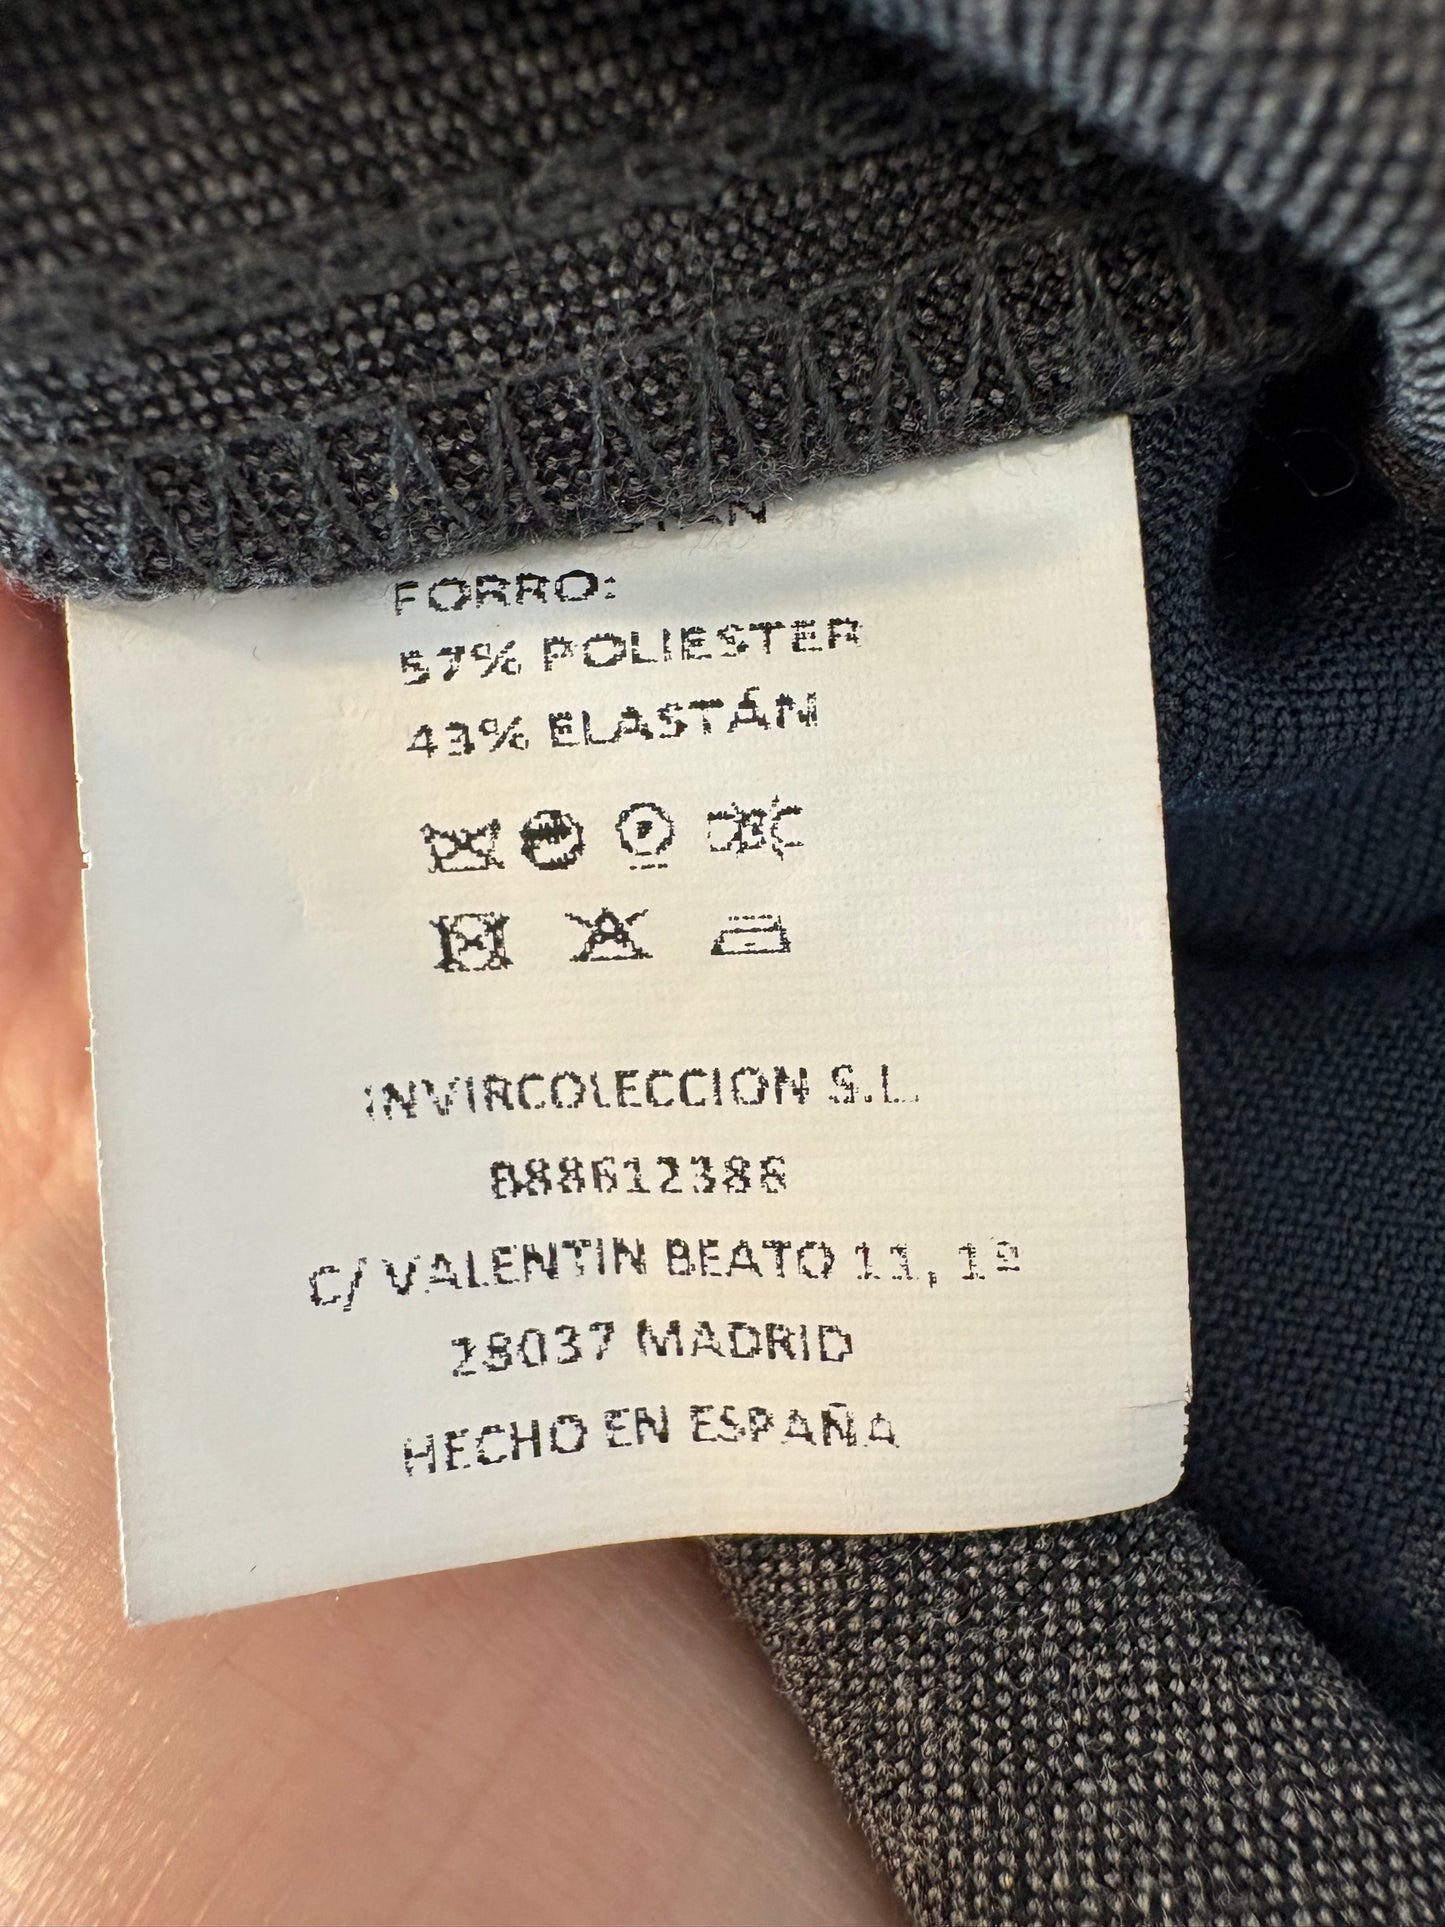 FORRO:
57% POLIESTER
43% ELASTÁN
P
INVIRCOLECCION S.L.
B88612386
C/ VALENTIN BEATO 11, 1º
28037 MADRID
HECHO EN ESPAÑA